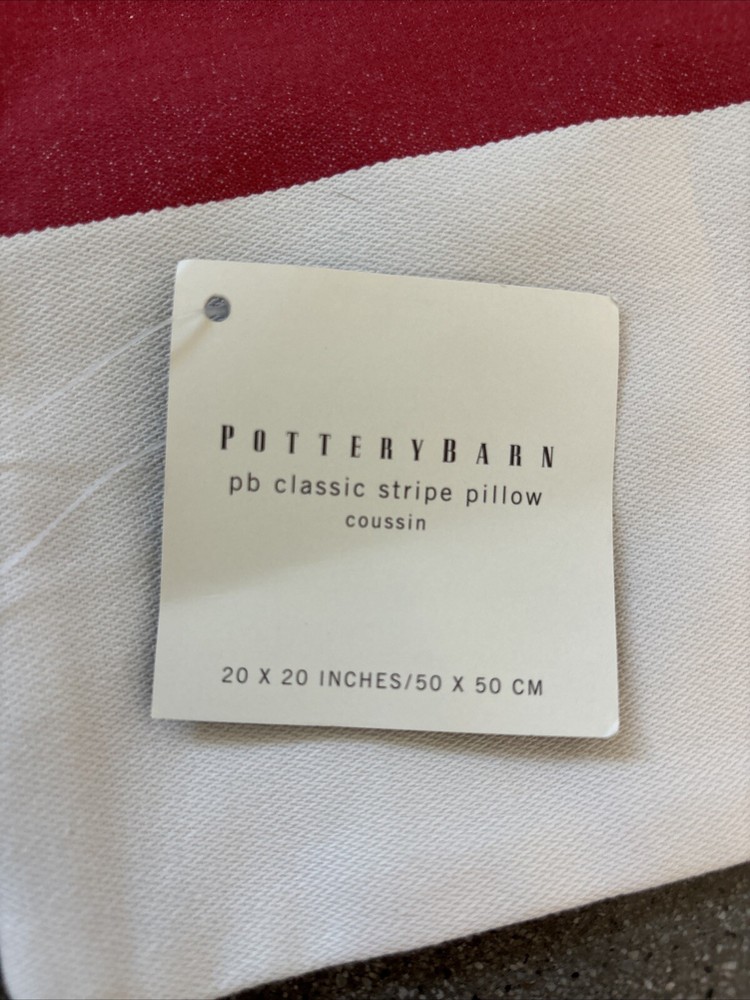 POTTERYBARN
pb classic stripe pillow
coussin
20 X 20 INCHES/50 X 50 CM